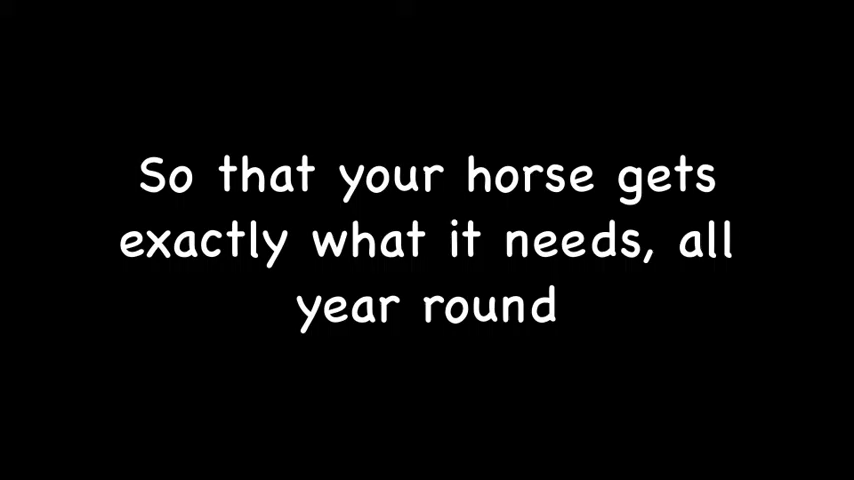 So that your horse gets
exactly what it needs, all
year round